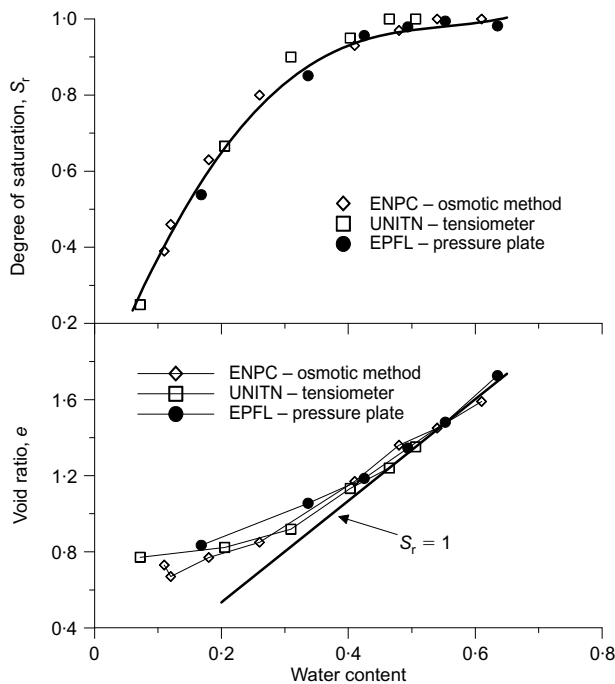 1·0
0·8
0·6
0·4
0·2
Degree of saturation, Sr
ENPC – osmotic method
UNITN – tensiometer
EPFL – pressure plate
ENPC – osmotic method
UNITN – tensiometer
EPFL – pressure plate
1·6
1·2
0·8
0·4
Void ratio, e
Sr = 1
0
0·2
0·4
0·6
0·8
Water content